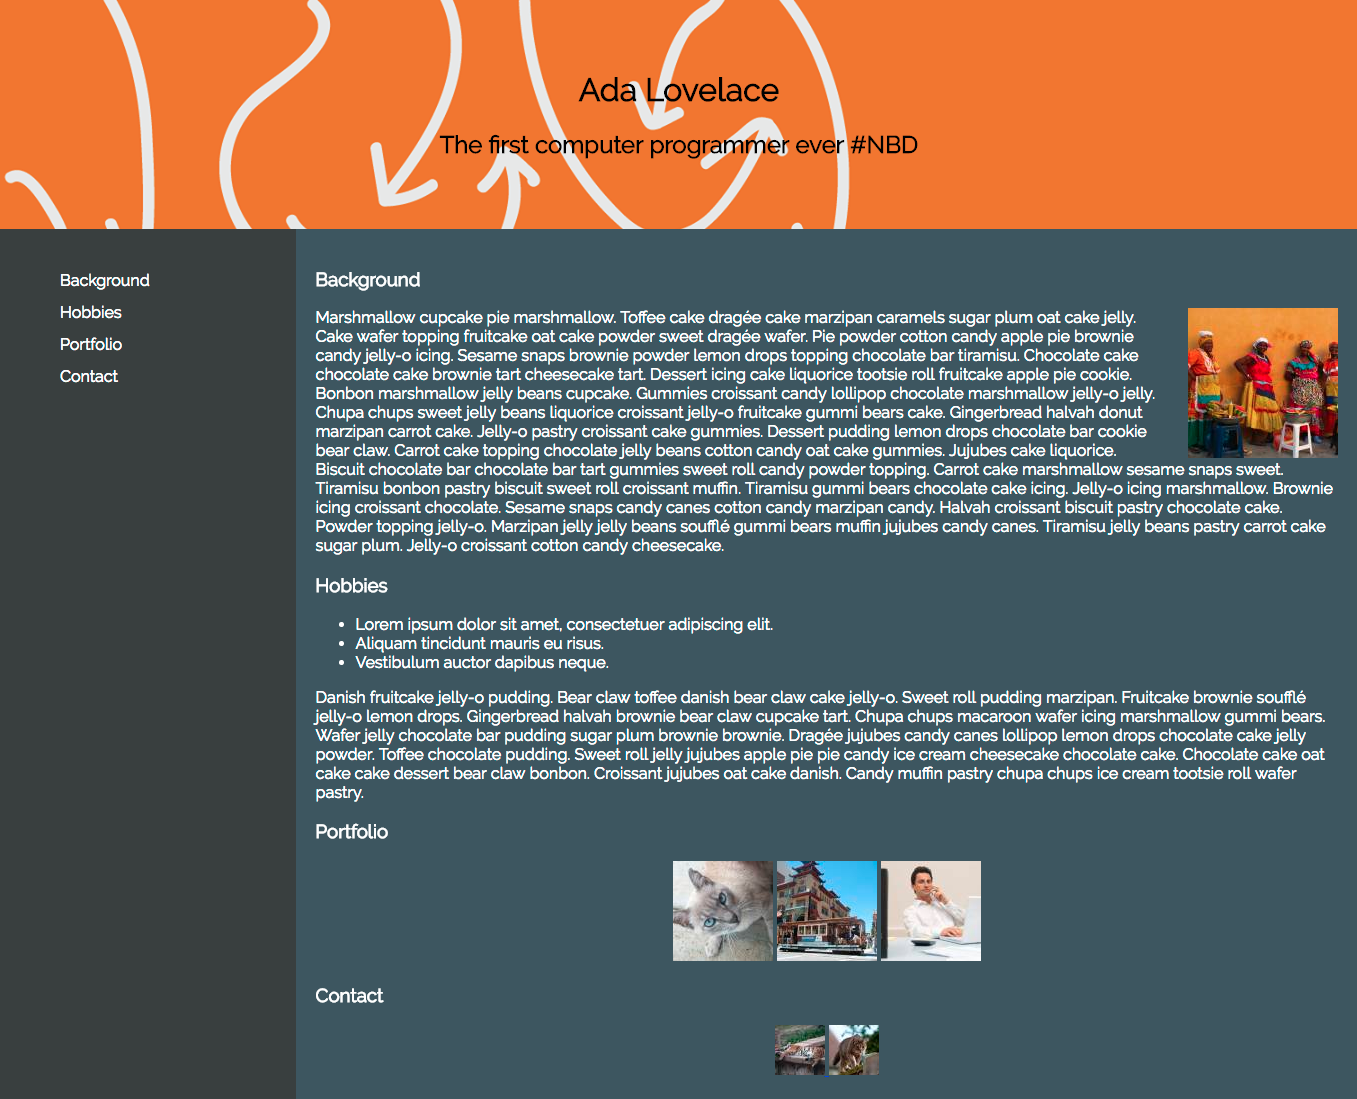 Ada Lovelace
The first computer programmer ever #NBD
Background
Hobbies
Portfolio
Contact
Background
Marshmallow cupcake pie marshmallow. Toffee cake dragée cake marzipan caramels sugar plum oat cake jelly.
Cake wafer topping fruitcake oat cake powder sweet dragée wafer. Pie powder cotton candy apple pie brownie
candy jelly-o icing. Sesame snaps brownie powder lemon drops topping chocolate bar tiramisu. Chocolate cake
chocolate cake brownie tart cheesecake tart. Dessert icing cake liquorice tootsie roll fruitcake apple pie cookie.
Bonbon marshmallow jelly beans cupcake. Gummies croissant candy lollipop chocolate marshmallow jelly-o jelly.
Chupa chups sweet jelly beans liquorice croissant jelly-o fruitcake gummi bears cake. Gingerbread halvah donut
marzipan carrot cake. Jelly-o pastry croissant cake gummies. Dessert pudding lemon drops chocolate bar cookie
bear claw. Carrot cake topping chocolate jelly beans cotton candy oat cake gummies. Jujubes cake liquorice.
Biscuit chocolate bar chocolate bar tart gummies sweet roll candy powder topping. Carrot cake marshmallow sesame snaps sweet.
Tiramisu bonbon pastry biscuit sweet roll croissant muffin. Tiramisu gummi bears chocolate cake icing. Jelly-o icing marshmallow. Brownie
icing croissant chocolate. Sesame snaps candy canes cotton candy marzipan candy. Halvah croissant biscuit pastry chocolate cake.
Powder topping jelly-o. Marzipan jelly jelly beans soufflé gummi bears muffin jujubes candy canes. Tiramisu jelly beans pastry carrot cake
sugar plum. Jelly-o croissant cotton candy cheesecake.
Hobbies
• Lorem ipsum dolor sit amet, consectetuer adipiscing elit.
• Aliquam tincidunt mauris eu risus.
• Vestibulum auctor dapibus neque.
Danish fruitcake jelly-o pudding. Bear claw toffee danish bear claw cake jelly-o. Sweet roll pudding marzipan. Fruitcake brownie soufflé
jelly-o lemon drops. Gingerbread halvah brownie bear claw cupcake tart. Chupa chups macaroon wafer icing marshmallow gummi bears.
Wafer jelly chocolate bar pudding sugar plum brownie brownie. Dragée jujubes candy canes lollipop lemon drops chocolate cake jelly
powder. Toffee chocolate pudding. Sweet roll jelly jujubes apple pie pie candy ice cream cheesecake chocolate cake. Chocolate cake oat
cake cake dessert bear claw bonbon. Croissant jujubes oat cake danish. Candy muffin pastry chupa chups ice cream tootsie roll wafer
pastry.
Portfolio
Contact